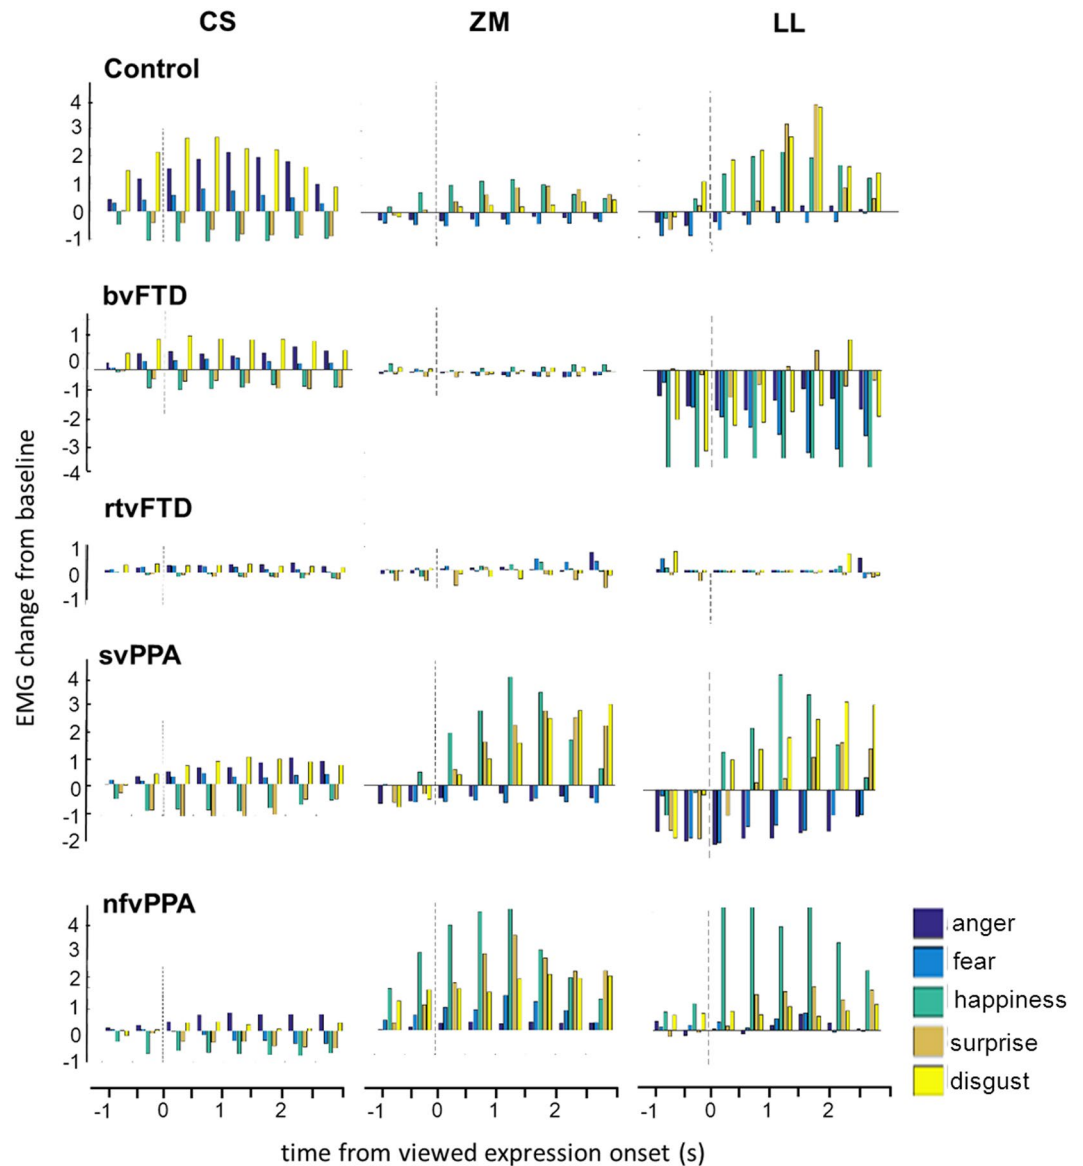 CS ZM LL
Control
4
3
2
1
0
-1
bvFTD
1
0
-1
-2
-3
-4
rtvFTD
1
0
-1
svPPA
4
3
2
1
0
-1
-2
nfvPPA
4
3
2
1
0
-1
EMG change from baseline
anger
fear
happiness
surprise
disgust
-1 0 1 2 -1 0 1 2 -1 0 1 2
time from viewed expression onset (s)